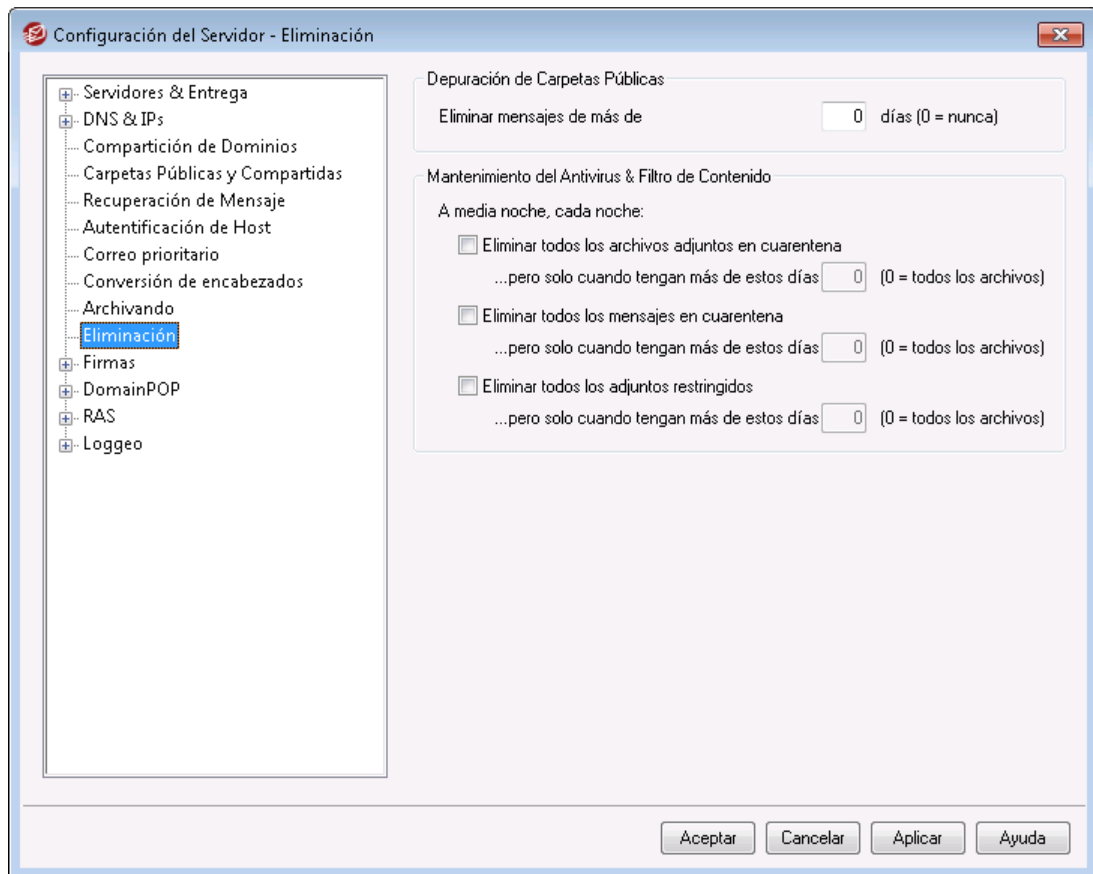 Configuración del Servidor - Eliminación
Servidores & Entrega
DNS & IPs
Compartición de Dominios
Carpetas Públicas y Compartidas
Recuperación de Mensaje
Autentificación de Host
Correo prioritario
Conversión de encabezados
Archivando
Eliminación
Firmas
DomainPOP
RAS
Loggeo
Depuración de Carpetas Públicas
Eliminar mensajes de más de 0 días (0 = nunca)
Mantenimiento del Antivirus & Filtro de Contenido
A media noche, cada noche:
Eliminar todos los archivos adjuntos en cuarentena
...pero solo cuando tengan más de estos días 0 (0 = todos los archivos)
Eliminar todos los mensajes en cuarentena
...pero solo cuando tengan más de estos días 0 (0 = todos los archivos)
Eliminar todos los adjuntos restringidos
...pero solo cuando tengan más de estos días 0 (0 = todos los archivos)
Aceptar Cancelar Aplicar Ayuda